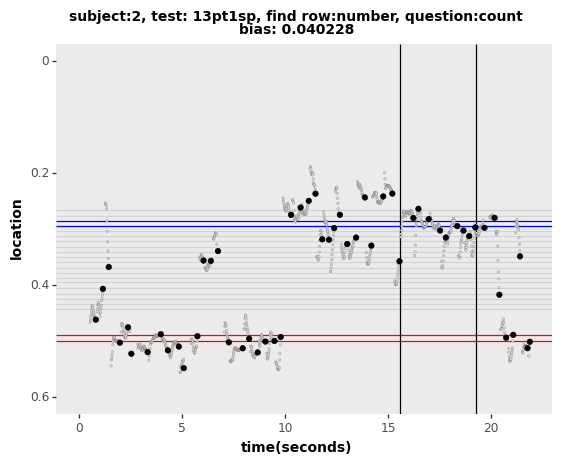 subject:2, test: 13pt1sp, find row:number, question:count
bias: 0.040228
0
0.2
0.4
0.6
location
0
5
10
15
20
time(seconds)